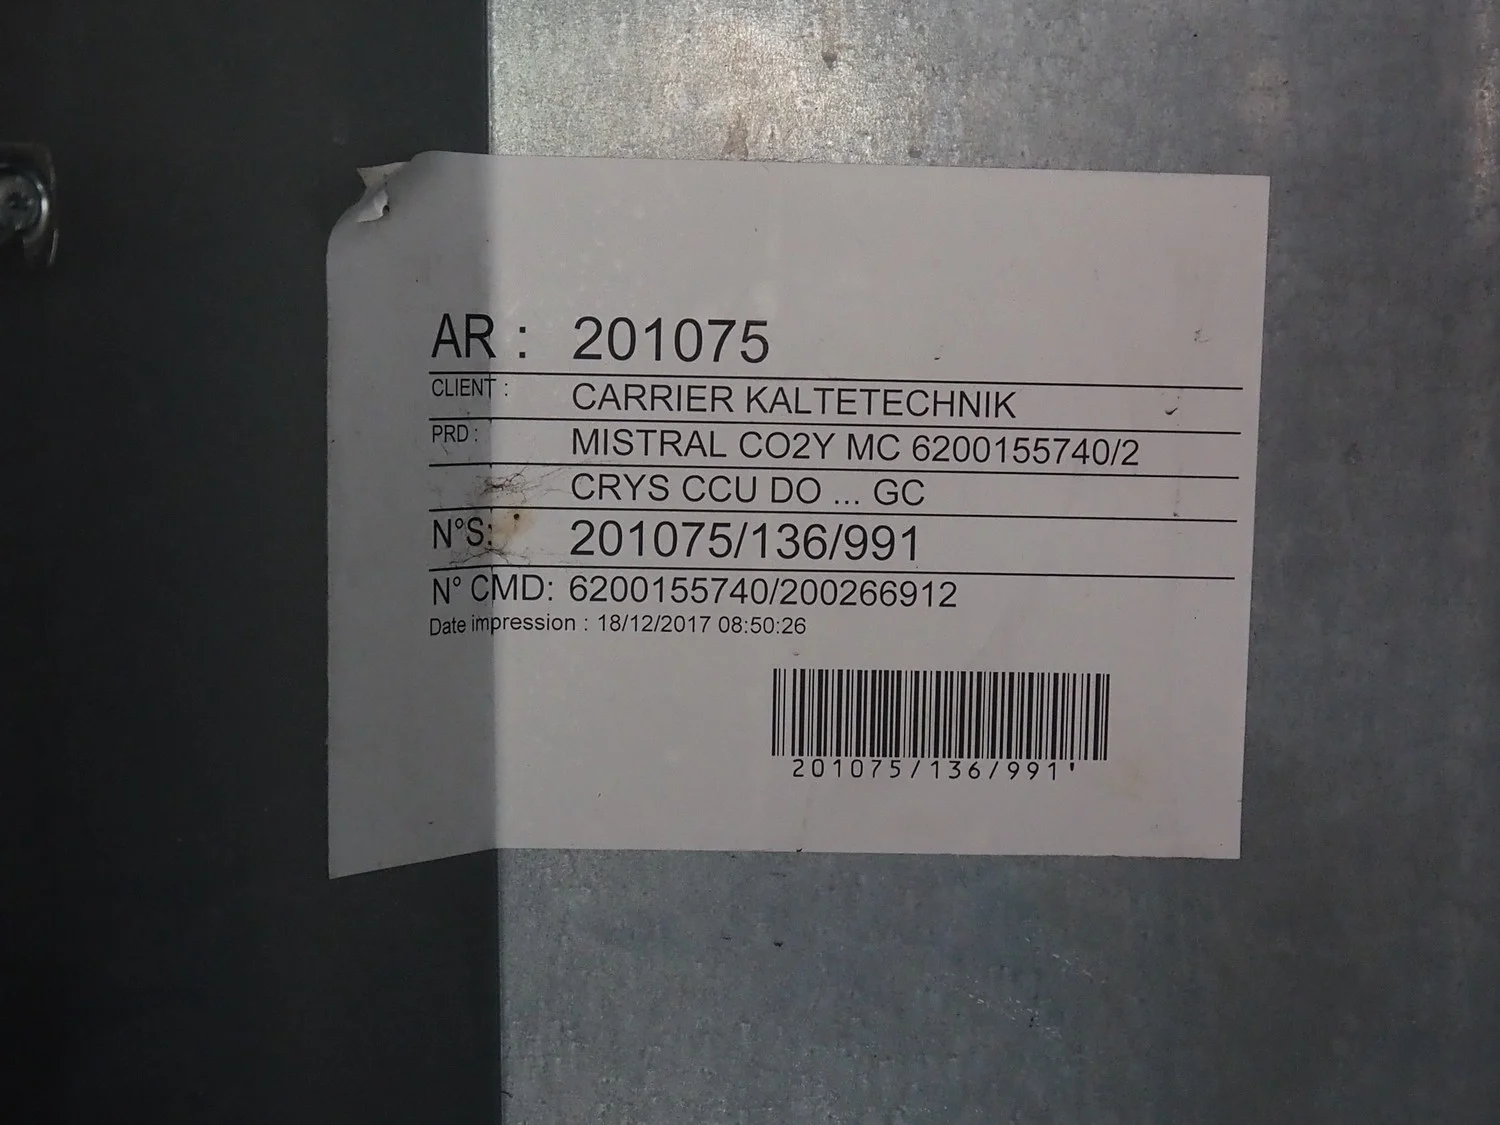 AR : 201075
CLIENT : CARRIER KALTETECHNIK
PRD : MISTRAL CO2Y MC 6200155740/2
CRYS CCU DO ... GC
N°S: 201075/136/991
N° CMD: 6200155740/200266912
Date impression : 18/12/2017 08:50:26
201075/136/991'